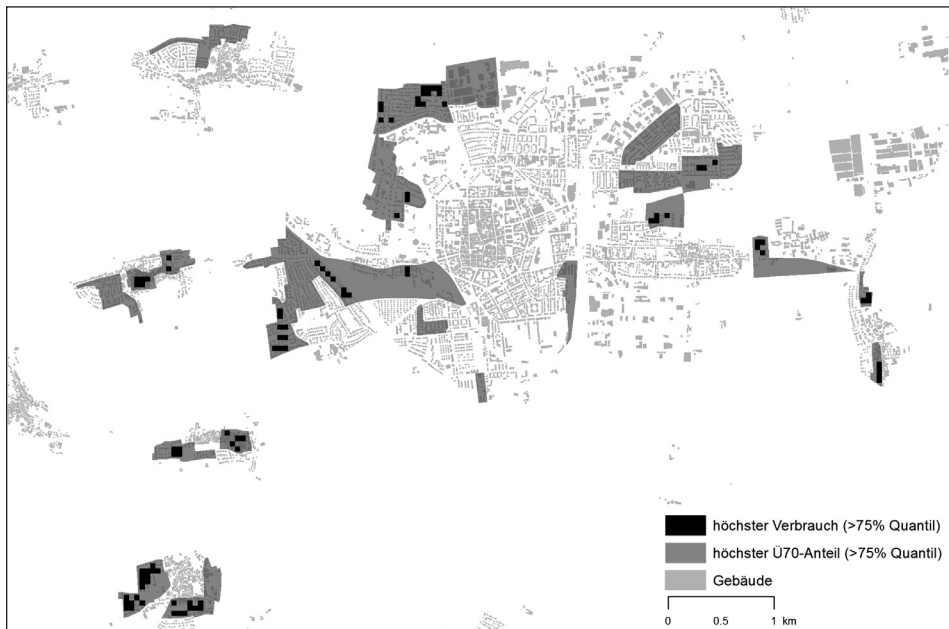 höchster Verbrauch (>75% Quantil)
höchster Ü70-Anteil (>75% Quantil)
Gebäude
0 0.5 1 km